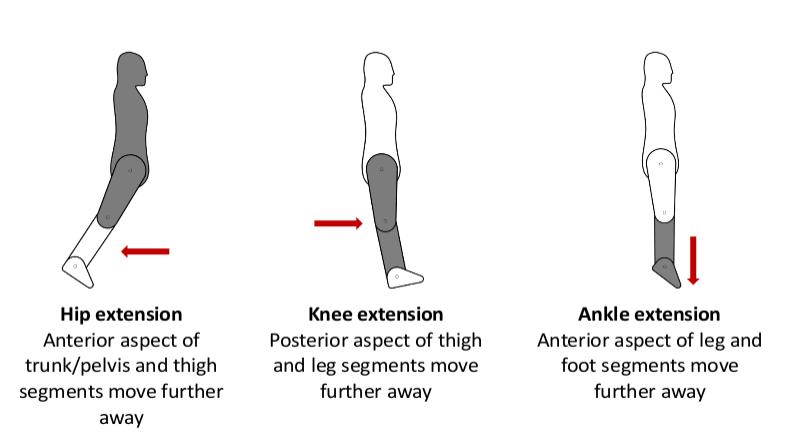 Hip extension
Anterior aspect of
trunk/pelvis and thigh
segments move further
away
Knee extension
Posterior aspect of thigh
and leg segments move
further away
Ankle extension
Anterior aspect of leg and
foot segments move
further away